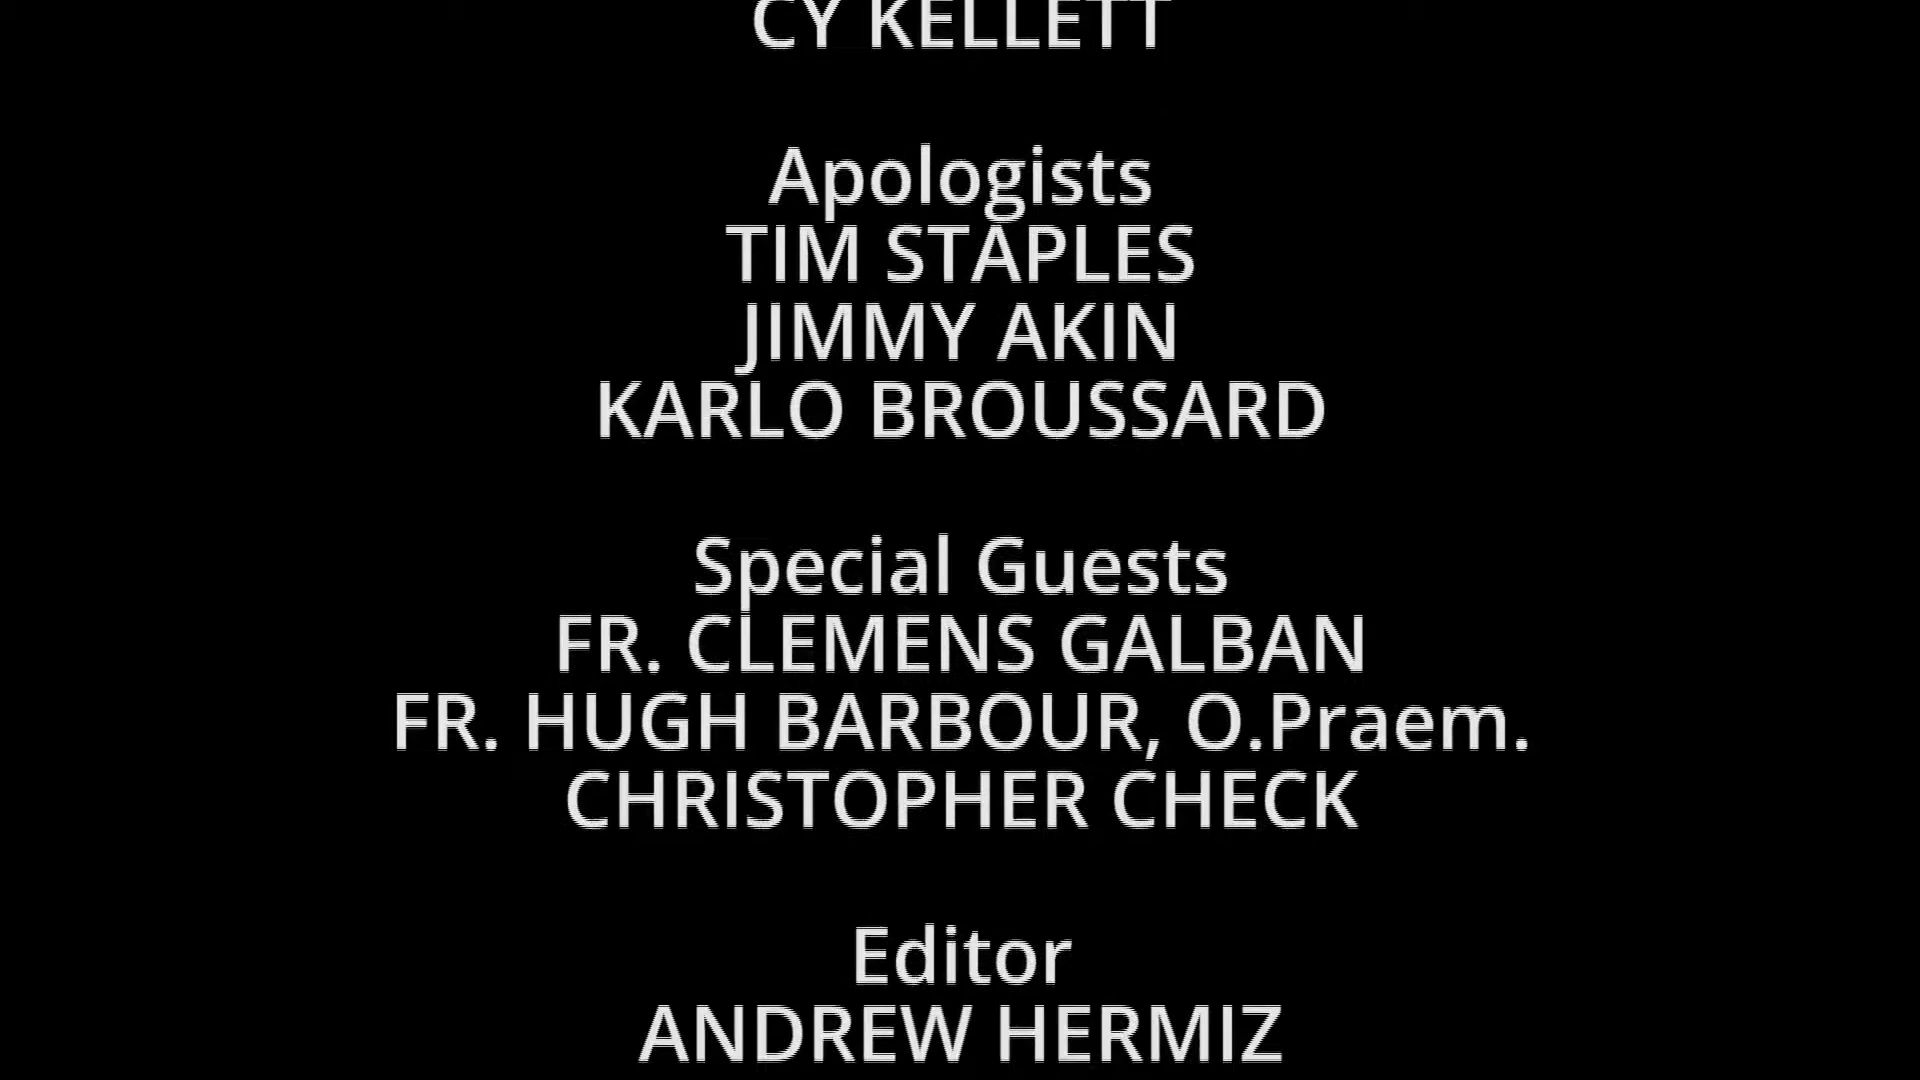 CY KELLETT
Apologists
TIM STAPLES
JIMMY AKIN
KARLO BROUSSARD
Special Guests
FR. CLEMENS GALBAN
FR. HUGH BARBOUR, O.Praem.
CHRISTOPHER CHECK
Editor
ANDREW HERMIZ